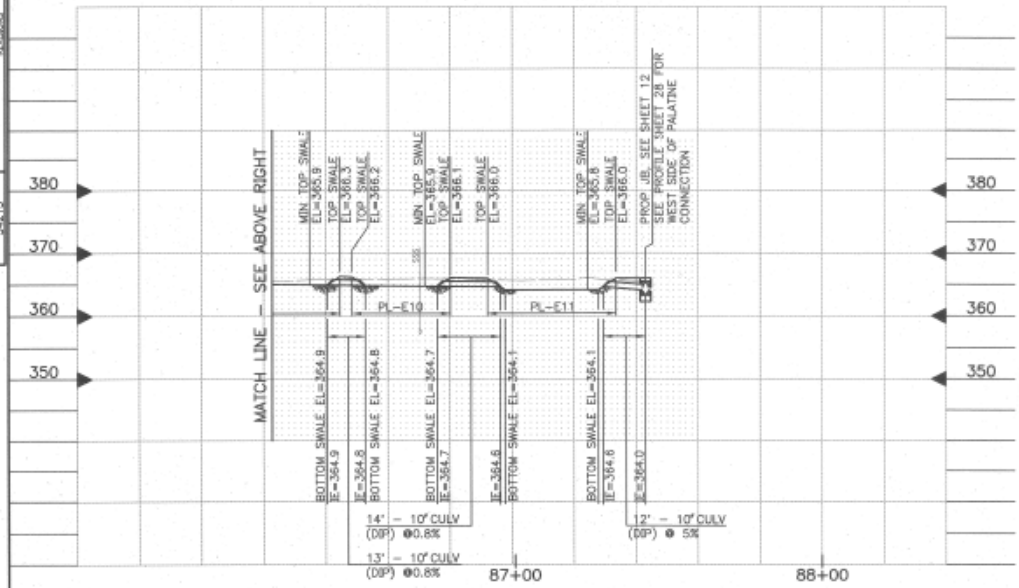 MIN TOP SWALE
EL=365.9
TOP SWALE
EL=366.3
TOP SWALE
EL=366.2
MIN TOP SWALE
EL=365.9
TOP SWALE
EL=366.1
TOP SWALE
EL=366.0
MIN TOP SWALE
EL=365.8
TOP SWALE
EL=366.0
PROP JB, SEE SHEET 12
SEE PROFILE SHEET 28 FOR
WEST SIDE OF PALATINE
CONNECTION
MATCH LINE - SEE ABOVE RIGHT
380
380
370
370
360
360
350
350
SSS
PL-E10
PL-E11
BOTTOM SWALE EL=364.9
IE=364.9
IE=364.8
BOTTOM SWALE EL=364.8
BOTTOM SWALE EL=364.7
IE=364.7
IE=364.6
BOTTOM SWALE EL=364.1
BOTTOM SWALE EL=364.1
IE=364.6
IE=364.0
14' - 10" CULV
(DIP) @0.8%
12' - 10" CULV
(DIP) @ 5%
13' - 10" CULV
(DIP) @0.8%
87+00
88+00